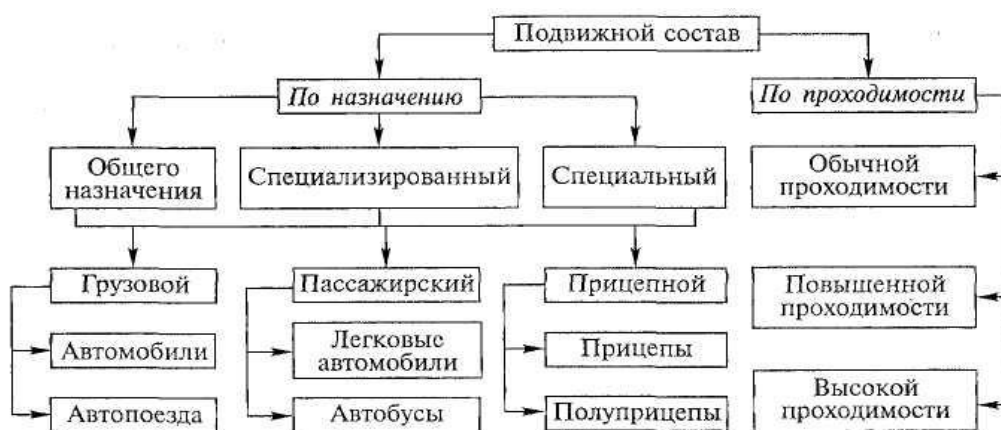 Подвижной состав
По назначению
По проходимости
Общего
назначения
Специализированный
Специальный
Обычной
проходимости
Грузовой
Пассажирский
Прицепной
Повышенной
проходимости
Автомобили
Легковые
автомобили
Прицепы
Автопоезда
Автобусы
Полуприцепы
Высокой
проходимости